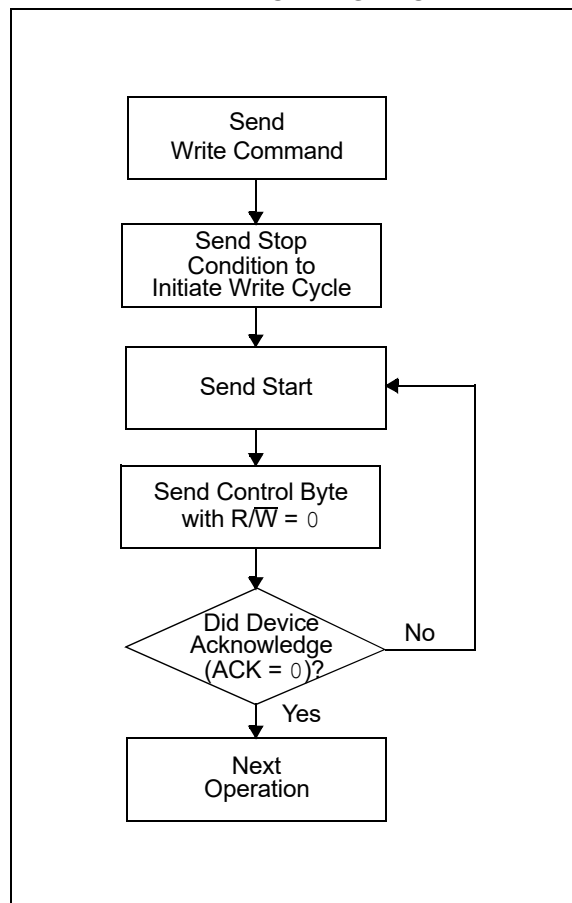 Send
Write Command
Send Stop
Condition to
Initiate Write Cycle
Send Start
Send Control Byte
with R/W̅ = 0
Did Device
Acknowledge
(ACK = 0)?
No
Yes
Next
Operation